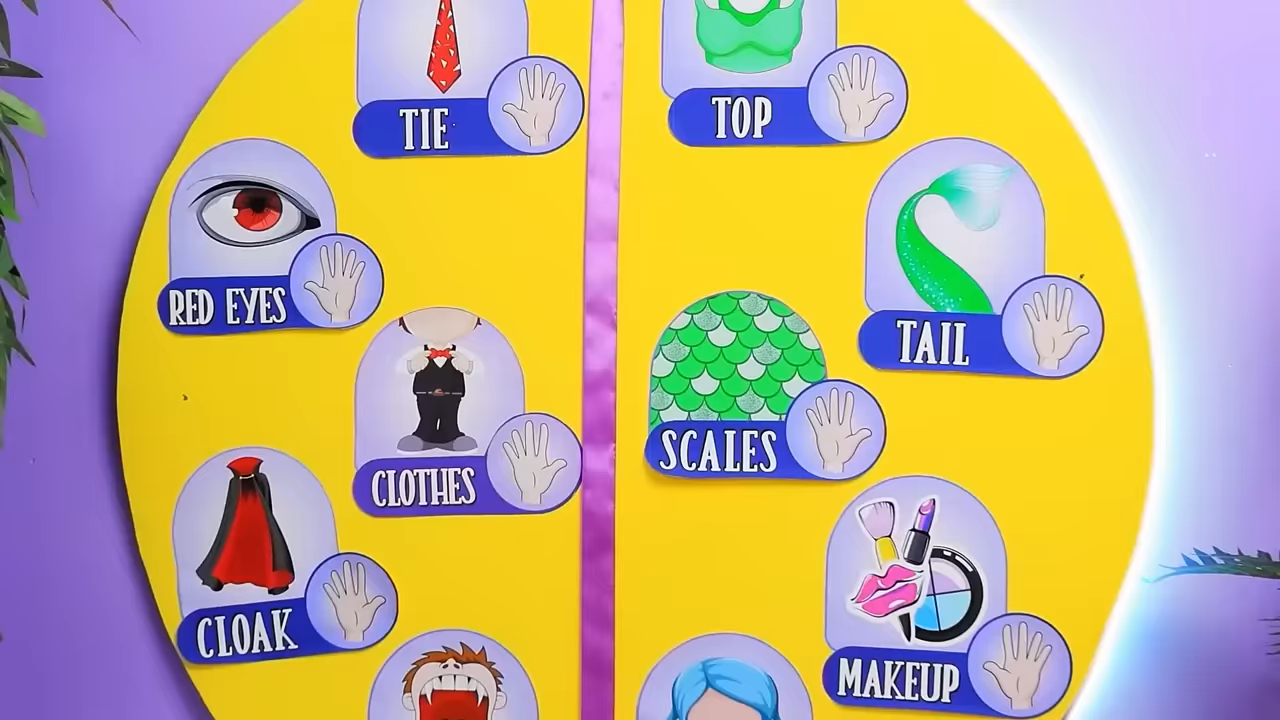 TIE
TOP
RED EYES
TAIL
CLOTHES
SCALES
CLOAK
MAKEUP